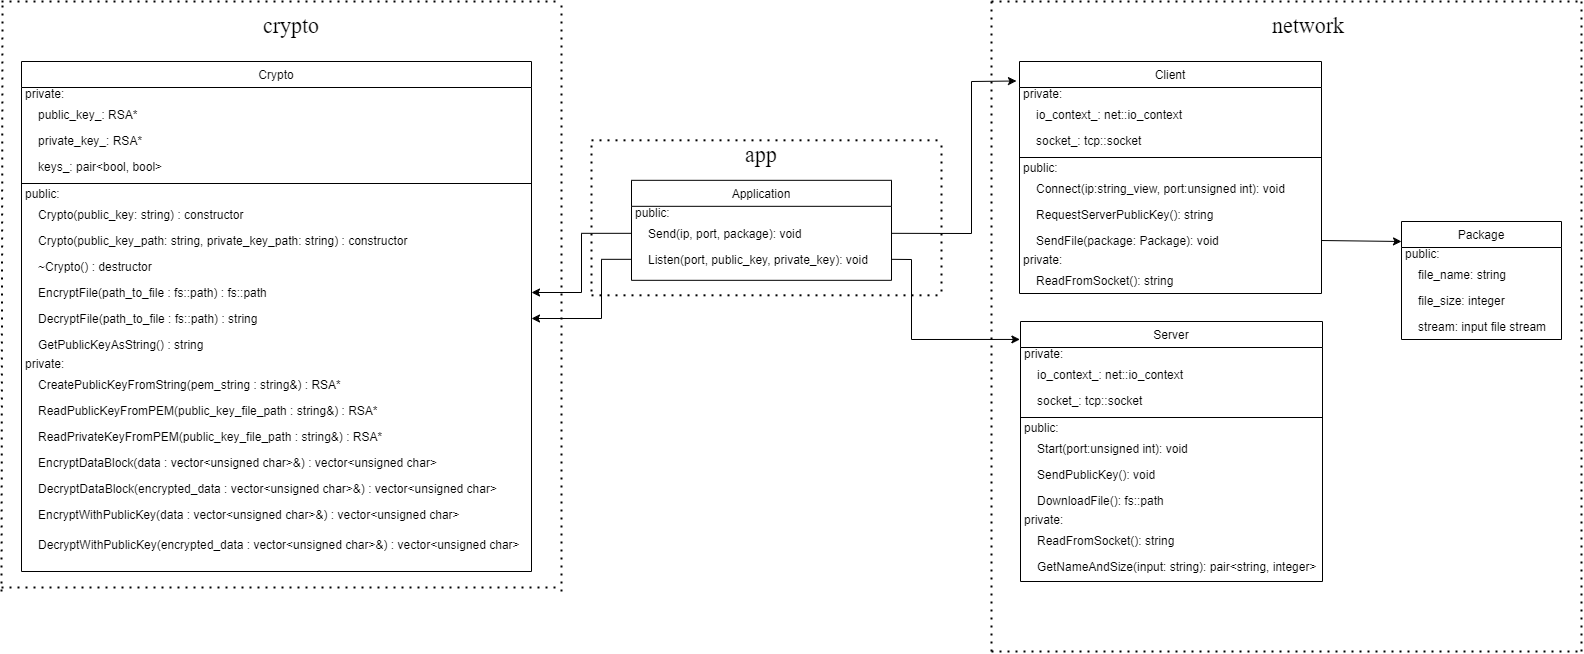 crypto
Crypto
private:
public_key_: RSA*
private_key_: RSA*
keys_: pair<bool, bool>
public:
Crypto(public_key: string) : constructor
Crypto(public_key_path: string, private_key_path: string) : constructor
~Crypto() : destructor
EncryptFile(path_to_file : fs::path) : fs::path
DecryptFile(path_to_file : fs::path) : string
GetPublicKeyAsString() : string
private:
CreatePublicKeyFromString(pem_string : string&) : RSA*
ReadPublicKeyFromPEM(public_key_file_path : string&) : RSA*
ReadPrivateKeyFromPEM(public_key_file_path : string&) : RSA*
EncryptDataBlock(data : vector<unsigned char>&) : vector<unsigned char>
DecryptDataBlock(encrypted_data : vector<unsigned char>&) : vector<unsigned char>
EncryptWithPublicKey(data : vector<unsigned char>&) : vector<unsigned char>
DecryptWithPublicKey(encrypted_data : vector<unsigned char>&) : vector<unsigned char>
app
Application
public:
Send(ip, port, package): void
Listen(port, public_key, private_key): void
network
Client
private:
io_context_: net::io_context
socket_: tcp::socket
public:
Connect(ip:string_view, port:unsigned int): void
RequestServerPublicKey(): string
SendFile(package: Package): void
private:
ReadFromSocket(): string
Package
public:
file_name: string
file_size: integer
stream: input file stream
Server
private:
io_context_: net::io_context
socket_: tcp::socket
public:
Start(port:unsigned int): void
SendPublicKey(): void
DownloadFile(): fs::path
private:
ReadFromSocket(): string
GetNameAndSize(input: string): pair<string, integer>